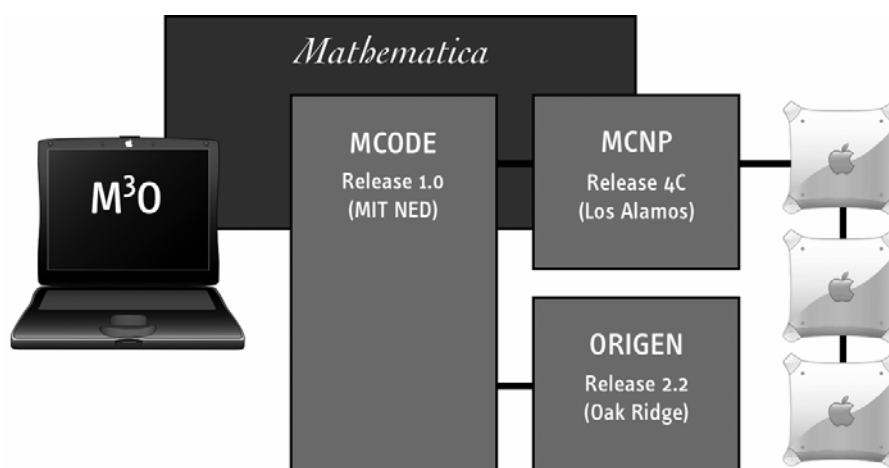 Mathematica
M³O
MCODE
Release 1.0
(MIT NED)
MCNP
Release 4C
(Los Alamos)
ORIGEN
Release 2.2
(Oak Ridge)